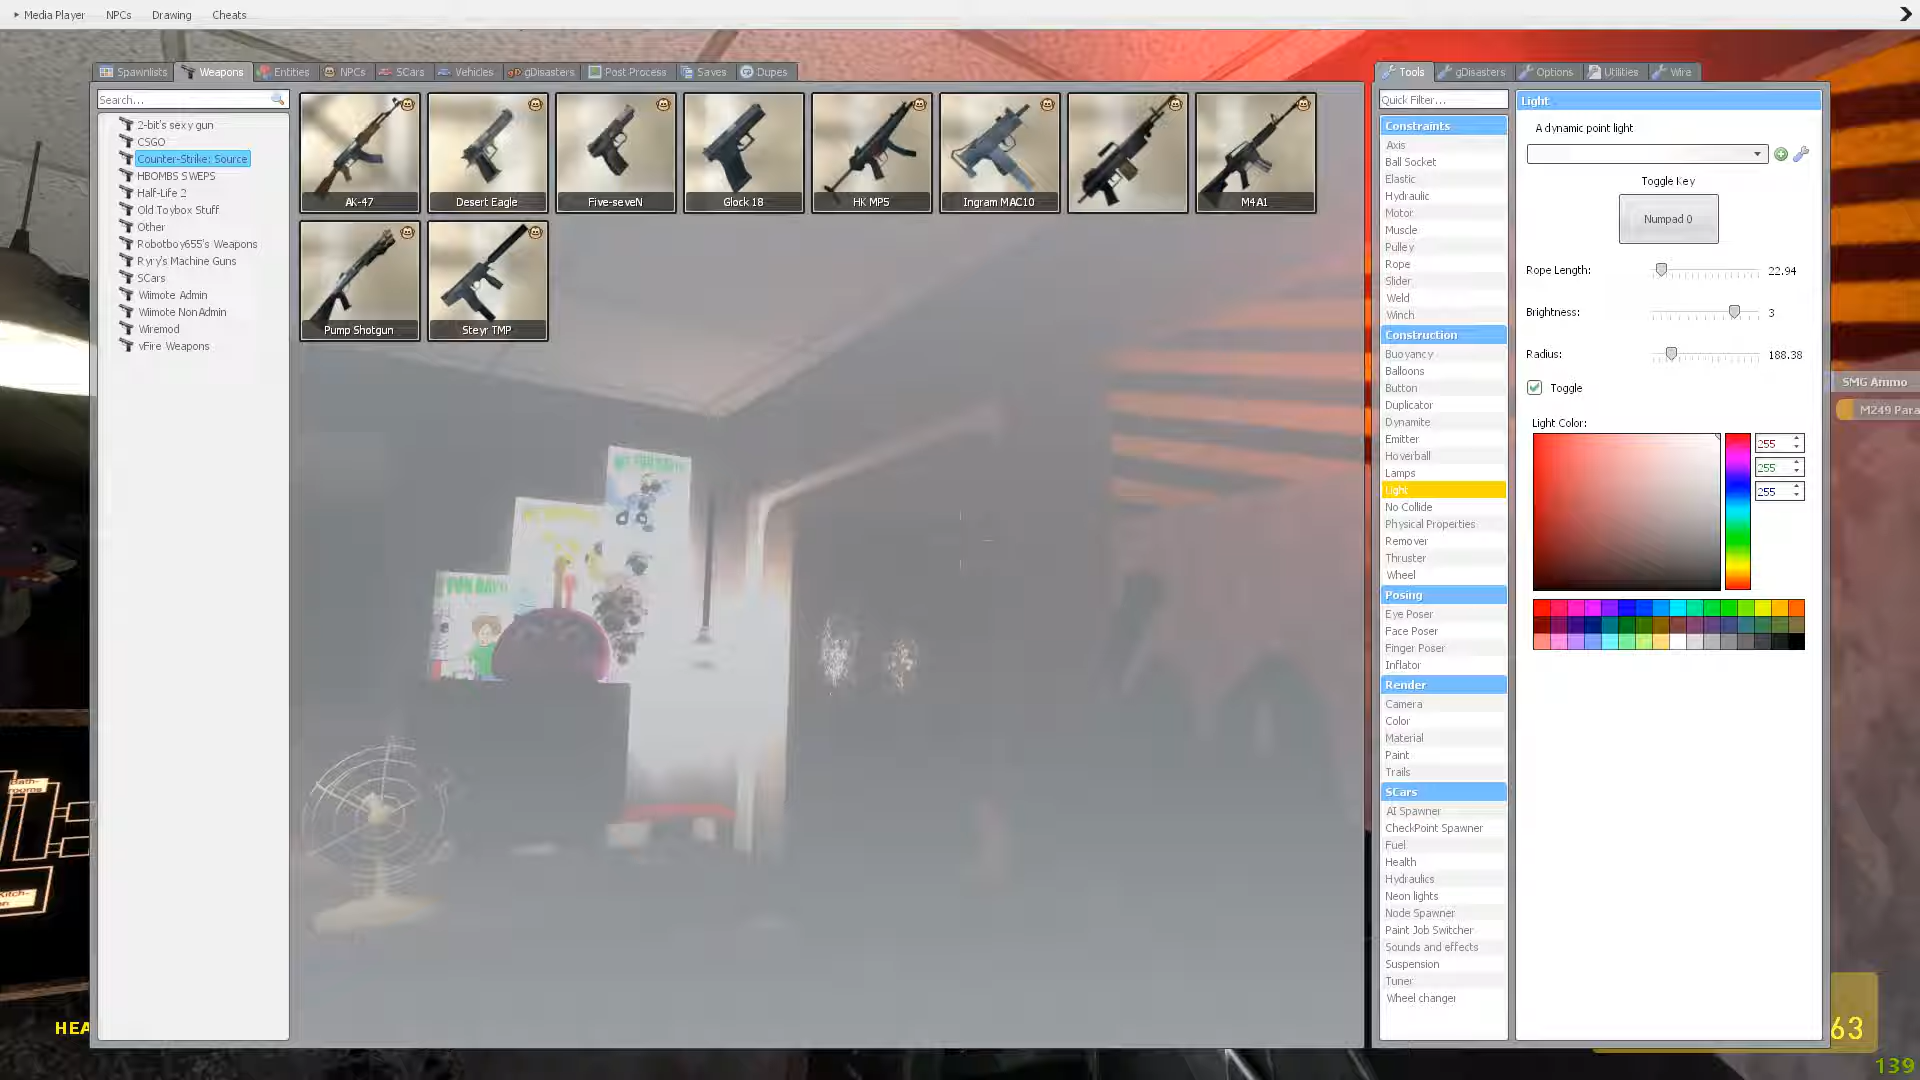 Media Player NPCs Drawing Cheats
Spawnlists Weapons Entities NPCs SCars Vehicles gDisasters Post Process Saves Dupes
Tools gDisasters Options Utilities Wire
Search...
2-bit's sexy gun
CSGO
Counter-Strike: Source
HBOMBS SWEPS
Half-Life 2
Old Toybox Stuff
Other
Robotboy655's Weapons
Ryry's Machine Guns
SCars
Wiimote Admin
Wiimote NonAdmin
Wiremod
vFire Weapons
AK-47
Desert Eagle
Five-seveN
Glock 18
HK MP5
Ingram MAC10
M4A1
Pump Shotgun
Steyr TMP
Quick Filter...
Constraints
Axis
Ball Socket
Elastic
Hydraulic
Motor
Muscle
Pulley
Rope
Slider
Weld
Winch
Construction
Buoyancy
Balloons
Button
Duplicator
Dynamite
Emitter
Hoverball
Lamps
Light
No Collide
Physical Properties
Remover
Thruster
Wheel
Posing
Eye Poser
Face Poser
Finger Poser
Inflator
Render
Camera
Color
Material
Paint
Trails
SCars
AI Spawner
CheckPoint Spawner
Fuel
Health
Hydraulics
Neon lights
Node Spawner
Paint Job Switcher
Sounds and effects
Suspension
Tuner
Wheel changer
Light
A dynamic point light
Toggle Key
Numpad 0
Rope Length: 22.94
Brightness: 3
Radius: 188.38
Toggle
Light Color:
255
255
255
SMG Ammo
M249 Para
HEA
63
139